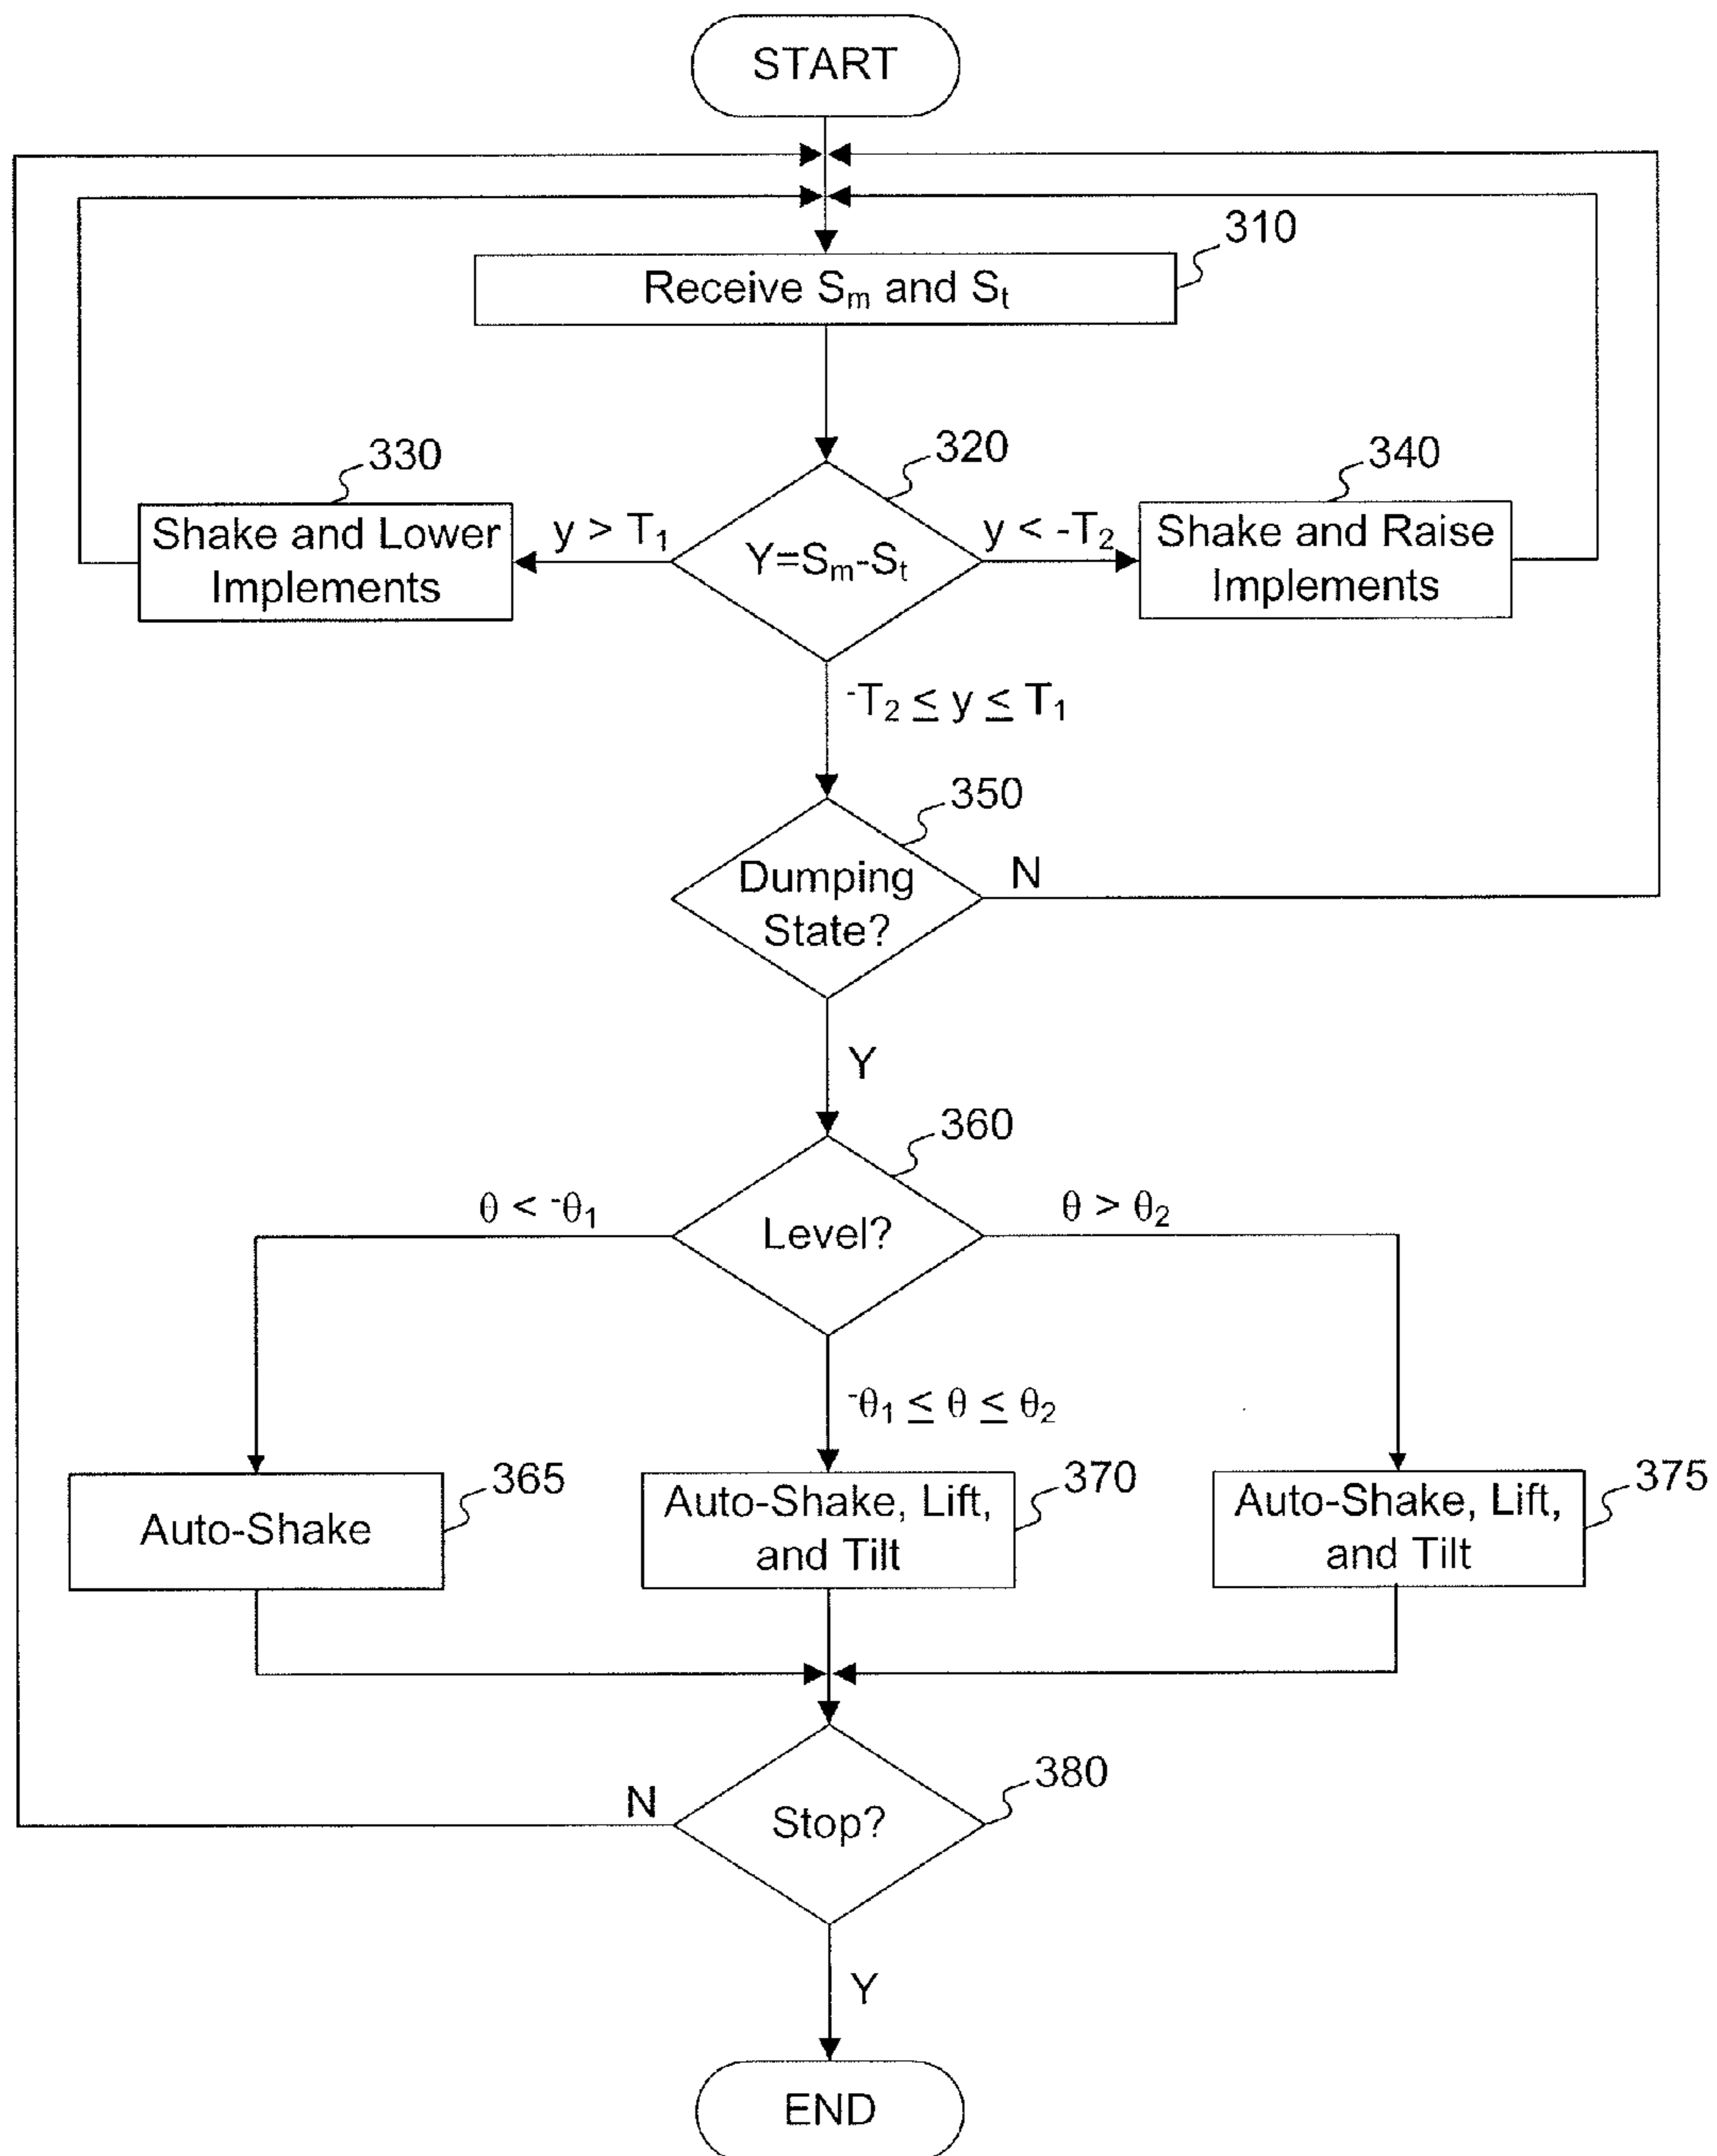 START
310
Receive Sₘ and Sₜ
320
330
340
Shake and Lower
Implements
y > T₁
Y=Sₘ-Sₜ
y < -T₂
Shake and Raise
Implements
-T₂ ≤ y ≤ T₁
350
Dumping
State?
N
Y
360
θ < -θ₁
Level?
θ > θ₂
-θ₁ ≤ θ ≤ θ₂
365
Auto-Shake
370
Auto-Shake, Lift,
and Tilt
375
Auto-Shake, Lift,
and Tilt
380
N
Stop?
Y
END